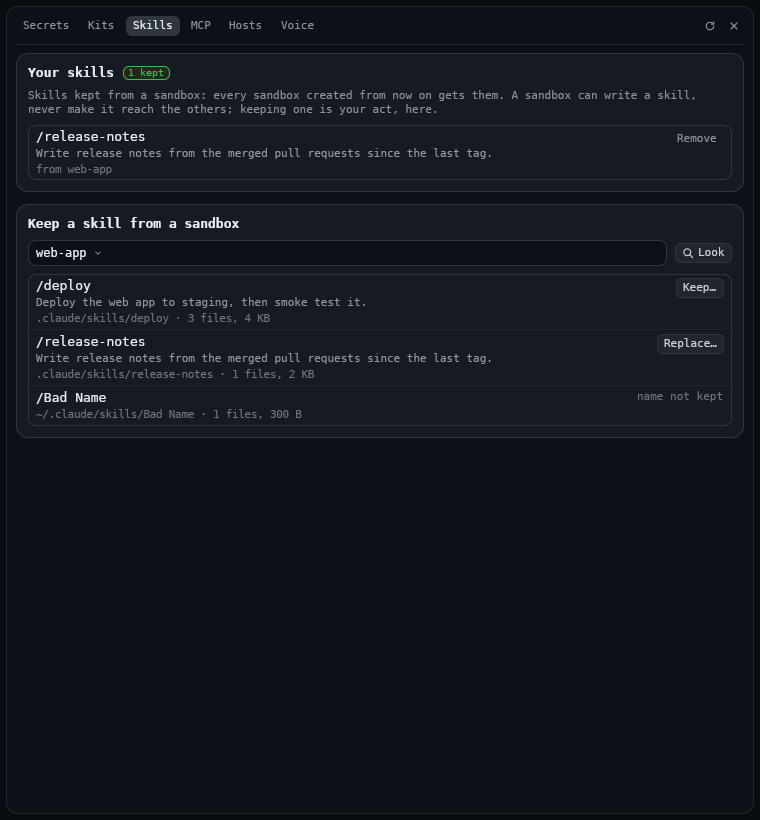 Secrets Kits Skills MCP Hosts Voice
Your skills 1 kept
Skills kept from a sandbox: every sandbox created from now on gets them. A sandbox can write a skill,
never make it reach the others; keeping one is your act, here.
/release-notes Remove
Write release notes from the merged pull requests since the last tag.
from web-app
Keep a skill from a sandbox
web-app Look
/deploy Keep…
Deploy the web app to staging, then smoke test it.
.claude/skills/deploy · 3 files, 4 KB
/release-notes Replace…
Write release notes from the merged pull requests since the last tag.
.claude/skills/release-notes · 1 files, 2 KB
/Bad Name name not kept
~/.claude/skills/Bad Name · 1 files, 300 B